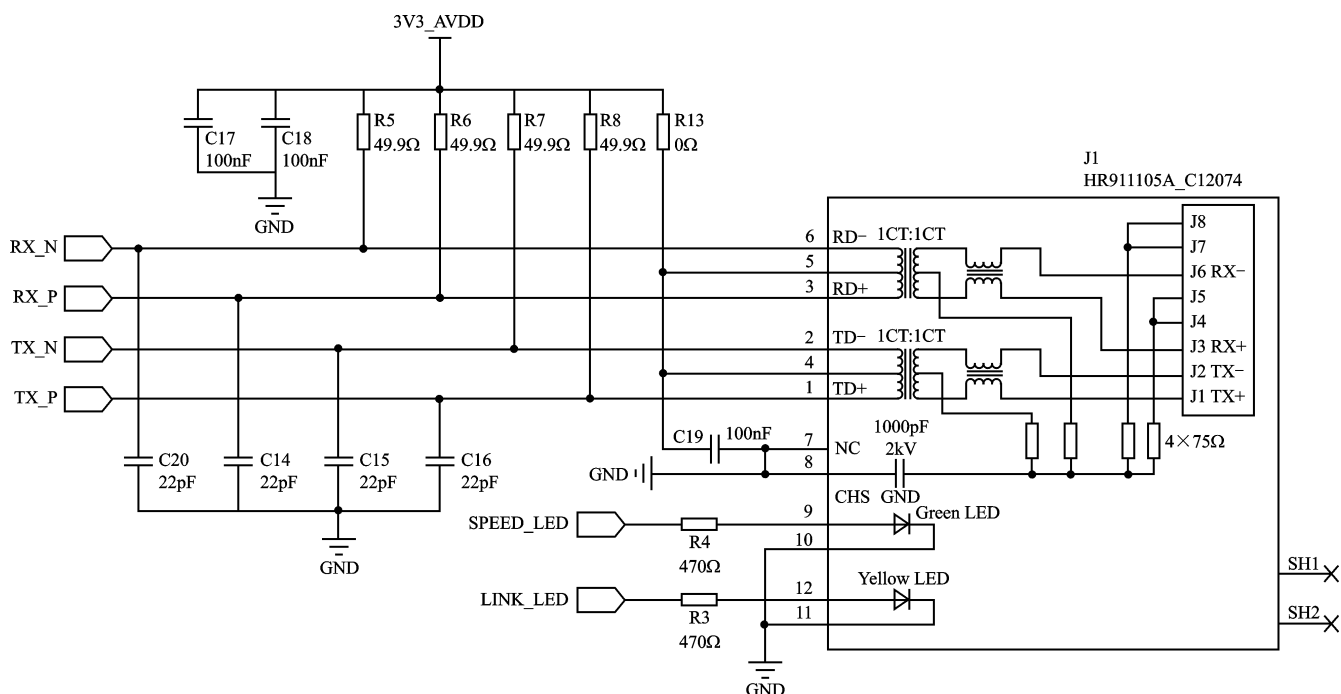 3V3_AVDD
C17
100nF
C18
100nF
R5
49.9Ω
R6
49.9Ω
R7
49.9Ω
R8
49.9Ω
R13
0Ω
GND
J1
HR911105A_C12074
RX_N
RX_P
TX_N
TX_P
6
5
3
2
4
1
RD−
1CT:1CT
RD+
TD−
1CT:1CT
TD+
J8
J7
J6 RX−
J5
J4
J3 RX+
J2 TX−
J1 TX+
C20
22pF
C14
22pF
C15
22pF
C16
22pF
GND
C19
100nF
7
NC
1000pF
2kV
4×75Ω
GND
8
CHS
GND
SPEED_LED
R4
470Ω
9
10
Green LED
LINK_LED
R3
470Ω
12
11
Yellow LED
GND
SH1
SH2